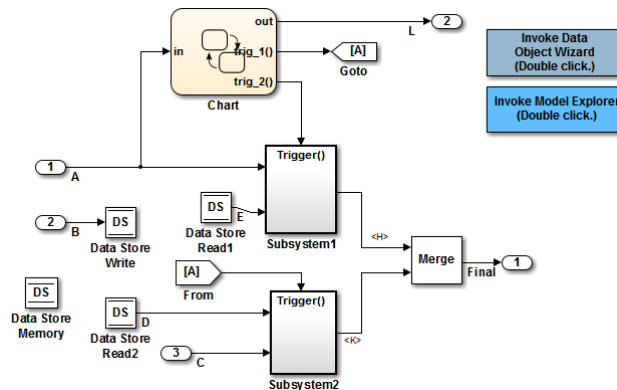 out
2
L
in
trig_1()
[A]
Goto
trig_2()
Chart
Invoke Data
Object Wizard
(Double click.)
Invoke Model Explorer
(Double click.)
1
A
Trigger()
Subsystem1
DS
E
Data Store
Read1
2
B
DS
Data Store
Write
<H>
Merge
Final
1
[A]
From
DS
Data Store
Memory
DS
D
Data Store
Read2
Trigger()
Subsystem2
<K>
3
C